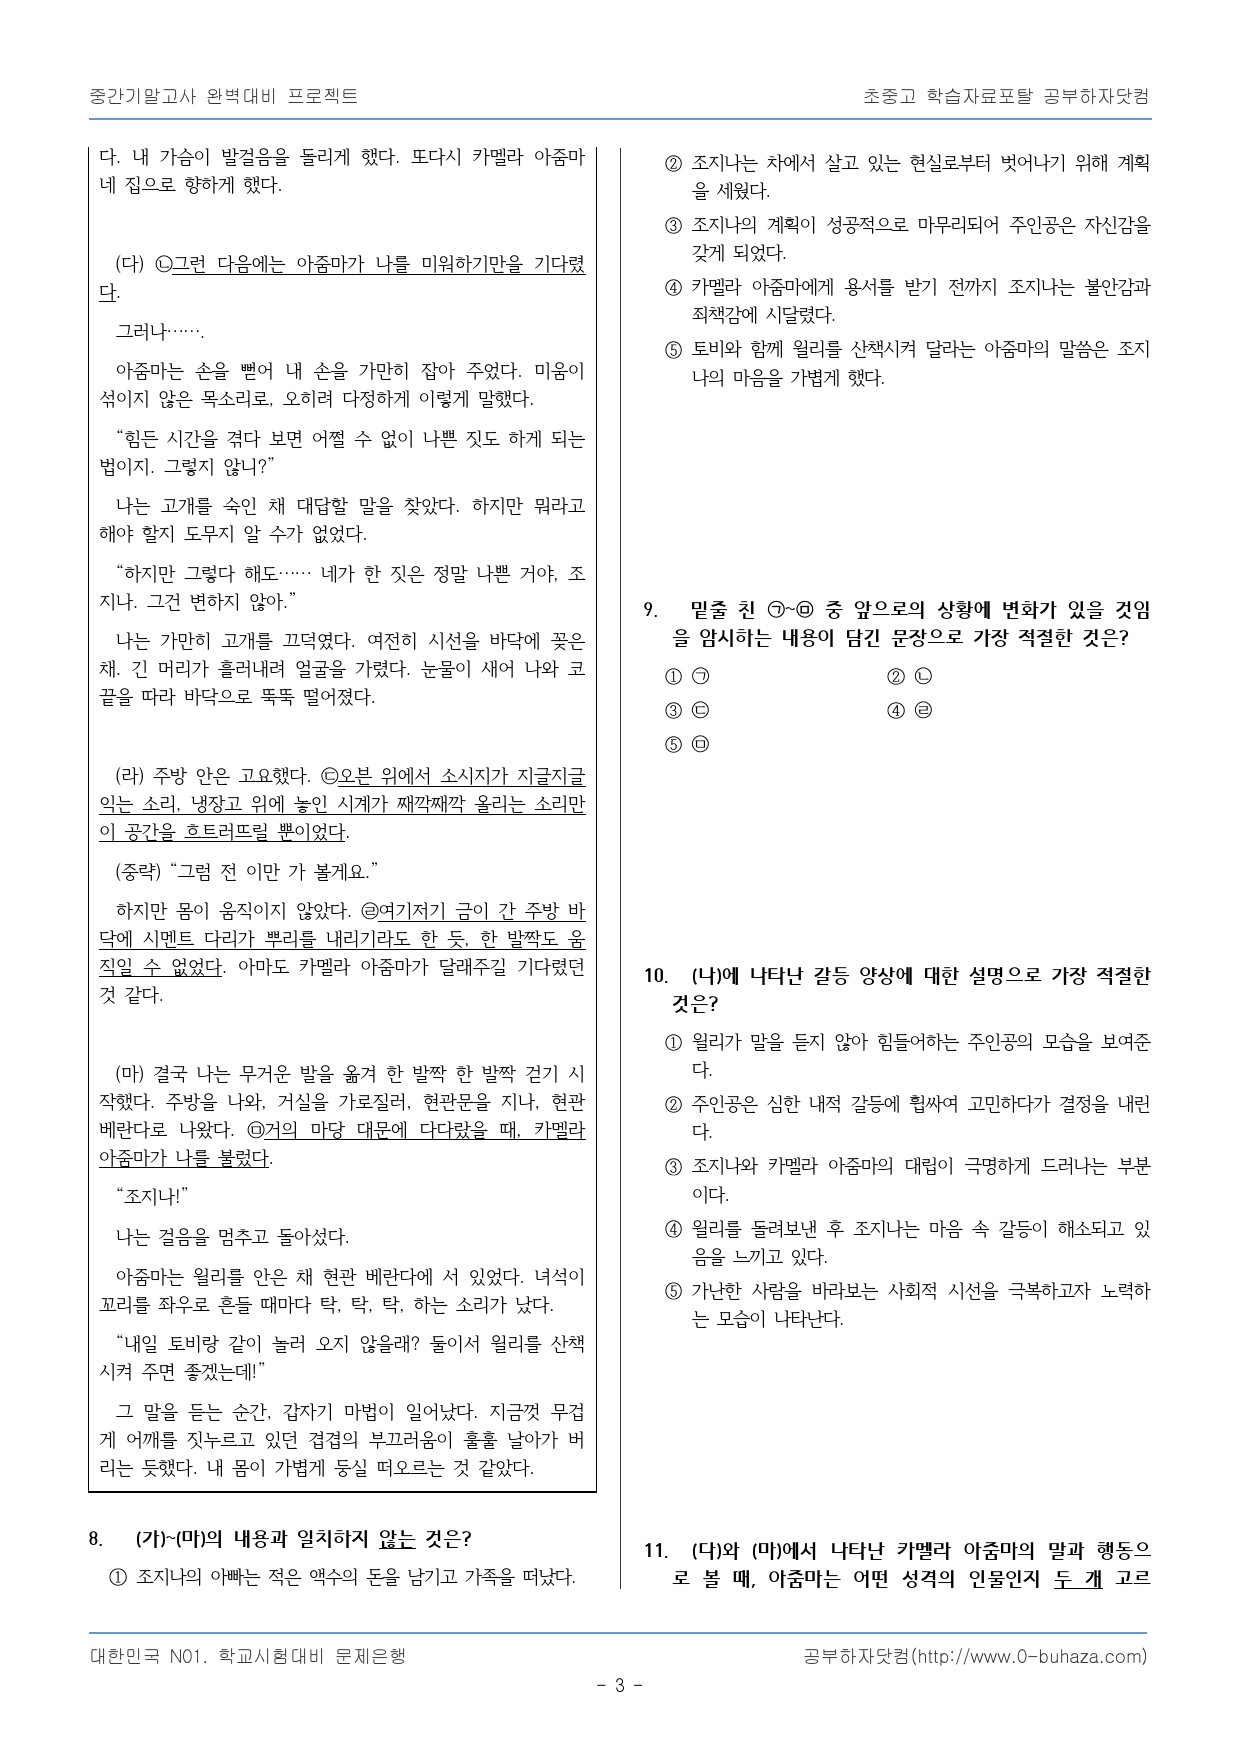 중간기말고사 완벽대비 프로젝트
초중고 학습자료포탈 공부하자닷컴
다. 내 가슴이 발걸음을 돌리게 했다. 또다시 카멜라 아줌마
네 집으로 향하게 했다.
(다) ㉡그런 다음에는 아줌마가 나를 미워하기만을 기다렸
다.
그러나…….
아줌마는 손을 뻗어 내 손을 가만히 잡아 주었다. 미움이
섞이지 않은 목소리로, 오히려 다정하게 이렇게 말했다.
“힘든 시간을 겪다 보면 어쩔 수 없이 나쁜 짓도 하게 되는
법이지. 그렇지 않니?”
나는 고개를 숙인 채 대답할 말을 찾았다. 하지만 뭐라고
해야 할지 도무지 알 수가 없었다.
“하지만 그렇다 해도…… 네가 한 짓은 정말 나쁜 거야, 조
지나. 그건 변하지 않아.”
나는 가만히 고개를 끄덕였다. 여전히 시선을 바닥에 꽂은
채. 긴 머리가 흘러내려 얼굴을 가렸다. 눈물이 새어 나와 코
끝을 따라 바닥으로 뚝뚝 떨어졌다.
(라) 주방 안은 고요했다. ㉢오븐 위에서 소시지가 지글지글
익는 소리, 냉장고 위에 놓인 시계가 째깍째깍 올리는 소리만
이 공간을 흐트러뜨릴 뿐이었다.
(중략) “그럼 전 이만 가 볼게요.”
하지만 몸이 움직이지 않았다. ㉣여기저기 금이 간 주방 바
닥에 시멘트 다리가 뿌리를 내리기라도 한 듯, 한 발짝도 움
직일 수 없었다. 아마도 카멜라 아줌마가 달래주길 기다렸던
것 같다.
(마) 결국 나는 무거운 발을 옮겨 한 발짝 한 발짝 걷기 시
작했다. 주방을 나와, 거실을 가로질러, 현관문을 지나, 현관
베란다로 나왔다. ㉤거의 마당 대문에 다다랐을 때, 카멜라
아줌마가 나를 불렀다.
“조지나!”
나는 걸음을 멈추고 돌아섰다.
아줌마는 윌리를 안은 채 현관 베란다에 서 있었다. 녀석이
꼬리를 좌우로 흔들 때마다 탁, 탁, 탁, 하는 소리가 났다.
“내일 토비랑 같이 놀러 오지 않을래? 둘이서 윌리를 산책
시켜 주면 좋겠는데!”
그 말을 듣는 순간, 갑자기 마법이 일어났다. 지금껏 무겁
게 어깨를 짓누르고 있던 겹겹의 부끄러움이 훌훌 날아가 버
리는 듯했다. 내 몸이 가볍게 둥실 떠오르는 것 같았다.
8. (가)~(마)의 내용과 일치하지 않는 것은?
① 조지나의 아빠는 적은 액수의 돈을 남기고 가족을 떠났다.
② 조지나는 차에서 살고 있는 현실로부터 벗어나기 위해 계획
을 세웠다.
③ 조지나의 계획이 성공적으로 마무리되어 주인공은 자신감을
갖게 되었다.
④ 카멜라 아줌마에게 용서를 받기 전까지 조지나는 불안감과
죄책감에 시달렸다.
⑤ 토비와 함께 윌리를 산책시켜 달라는 아줌마의 말씀은 조지
나의 마음을 가볍게 했다.
9. 밑줄 친 ㉠~㉤ 중 앞으로의 상황에 변화가 있을 것임
을 암시하는 내용이 담긴 문장으로 가장 적절한 것은?
① ㉠ ② ㉡
③ ㉢ ④ ㉣
⑤ ㉤
10. (나)에 나타난 갈등 양상에 대한 설명으로 가장 적절한
것은?
① 윌리가 말을 듣지 않아 힘들어하는 주인공의 모습을 보여준
다.
② 주인공은 심한 내적 갈등에 휩싸여 고민하다가 결정을 내린
다.
③ 조지나와 카멜라 아줌마의 대립이 극명하게 드러나는 부분
이다.
④ 윌리를 돌려보낸 후 조지나는 마음 속 갈등이 해소되고 있
음을 느끼고 있다.
⑤ 가난한 사람을 바라보는 사회적 시선을 극복하고자 노력하
는 모습이 나타난다.
11. (다)와 (마)에서 나타난 카멜라 아줌마의 말과 행동으
로 볼 때, 아줌마는 어떤 성격의 인물인지 두 개 고르
대한민국 N01. 학교시험대비 문제은행
공부하자닷컴(http://www.0-buhaza.com)
- 3 -